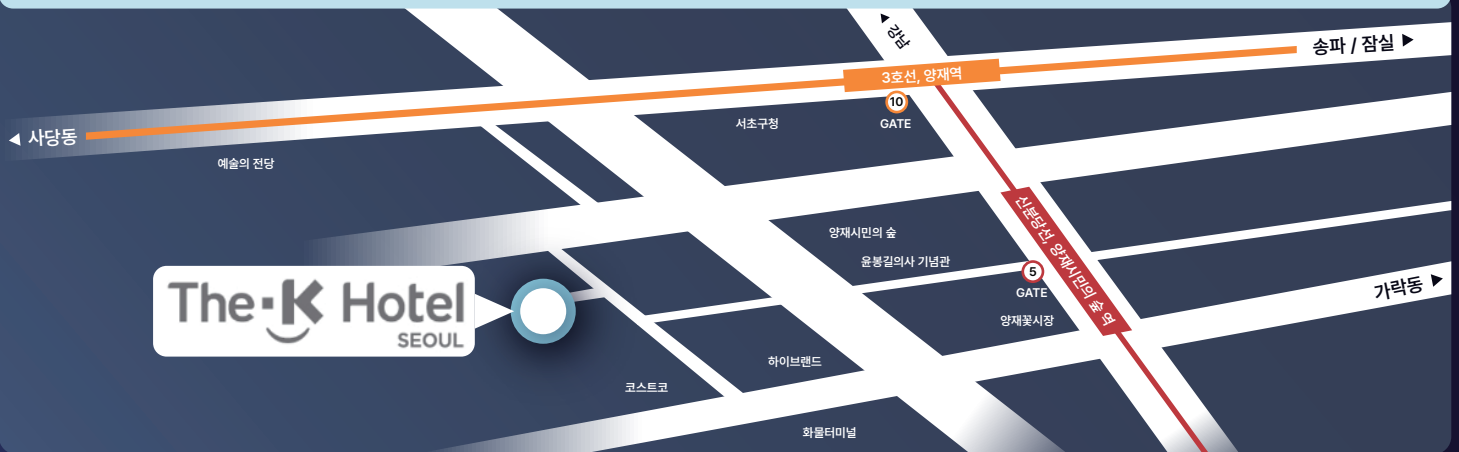 강남
송파 / 잠실
3호선, 양재역
10
GATE
서초구청
사당동
예술의 전당
신분당선, 양재시민의 숲 역
양재시민의 숲
윤봉길의사 기념관
5
GATE
가락동
The·K Hotel
SEOUL
양재꽃시장
하이브랜드
코스트코
화물터미널